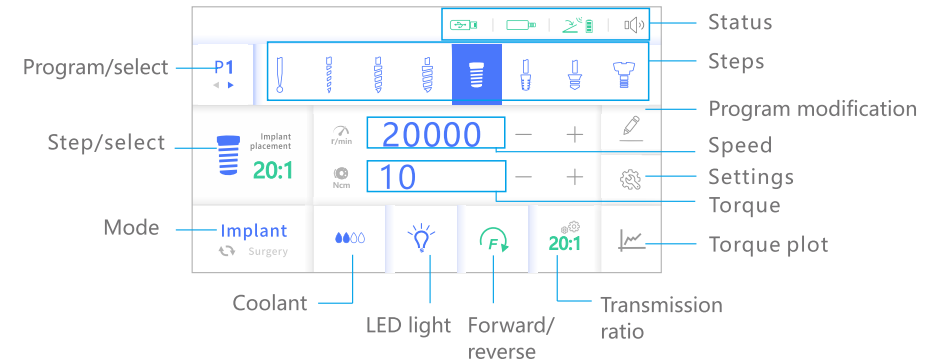 Status
Program/select
P1
Steps
Program modification
Step/select
Implant
placement
20:1
r/min
20000
Speed
Ncm
10
Settings
Torque
Mode
Implant
Surgery
F
20:1
Torque plot
Coolant
LED light
Forward/
reverse
Transmission
ratio